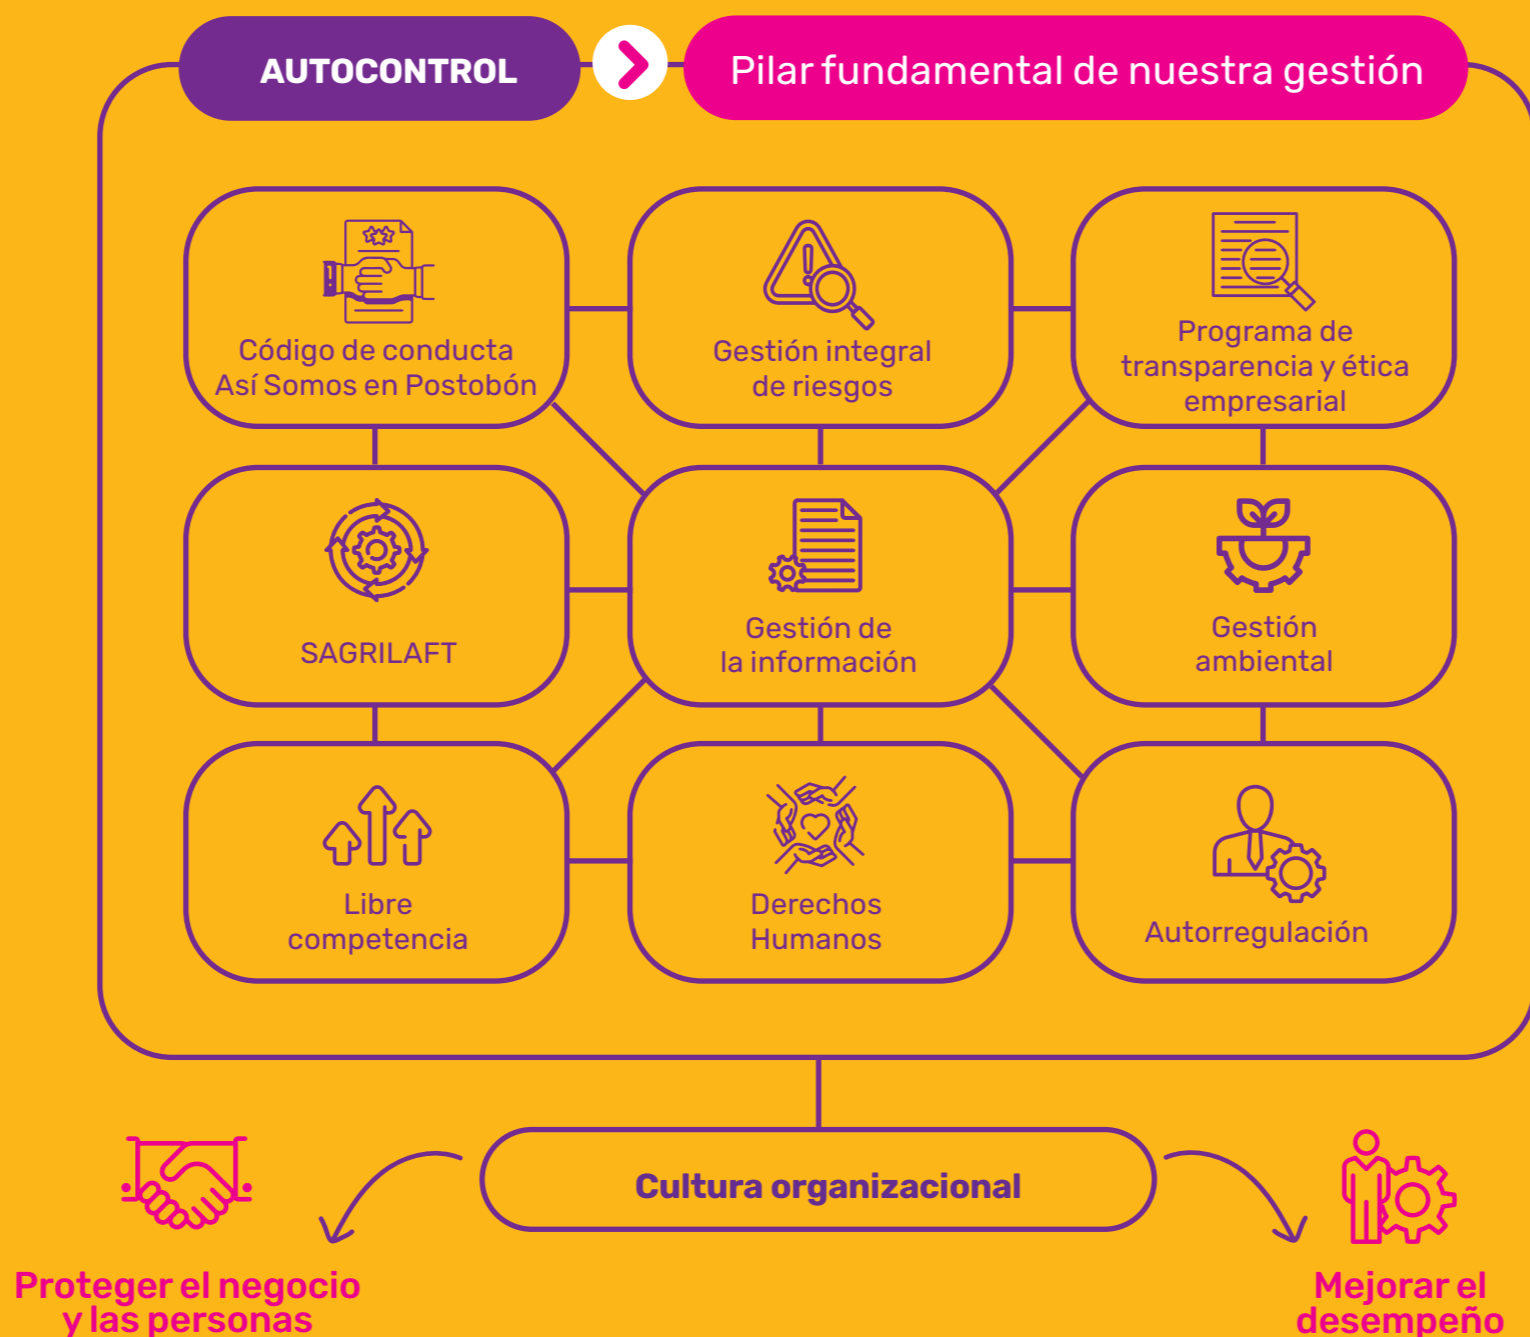 AUTOCONTROL
Pilar fundamental de nuestra gestión
Código de conducta
Así Somos en Postobón
Gestión integral
de riesgos
Programa de
transparencia y ética
empresarial
SAGRILAFT
Gestión de
la información
Gestión
ambiental
Libre
competencia
Derechos
Humanos
Autorregulación
Cultura organizacional
Proteger el negocio
y las personas
Mejorar el
desempeño